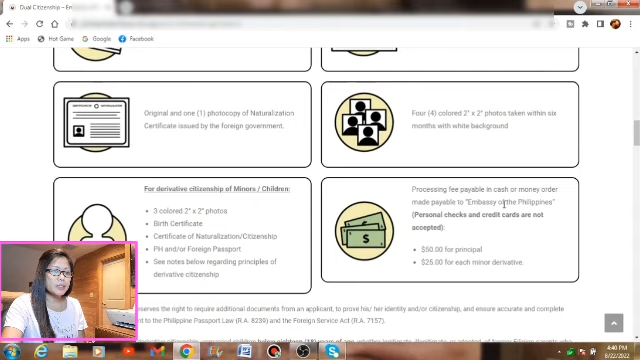 Dual Citizenship
Apps
Hot Game
Google
Facebook
Original and one (1) photocopy of Naturalization
Certificate issued by the foreign government.
Four (4) colored 2" x 2" photos taken within six
months with white background
For derivative citizenship of Minors / Children:
• 3 colored 2" x 2" photos
• Birth Certificate
• Certificate of Naturalization/Citizenship
• PH and/or Foreign Passport
• See notes below regarding principles of
derivative citizenship
Processing fee payable in cash or money order
made payable to "Embassy of the Philippines"
(Personal checks and credit cards are not
accepted):
• $50.00 for principal
• $25.00 for each minor derivative.
eserves the right to require additional documents from an applicant, to prove his/ her identity and/or citizenship, and ensure accurate and complete
nt to the Philippine Passport Law (R.A. 8239) and the Foreign Service Act (R.A. 7157).
4:40 PM
8/22/2022